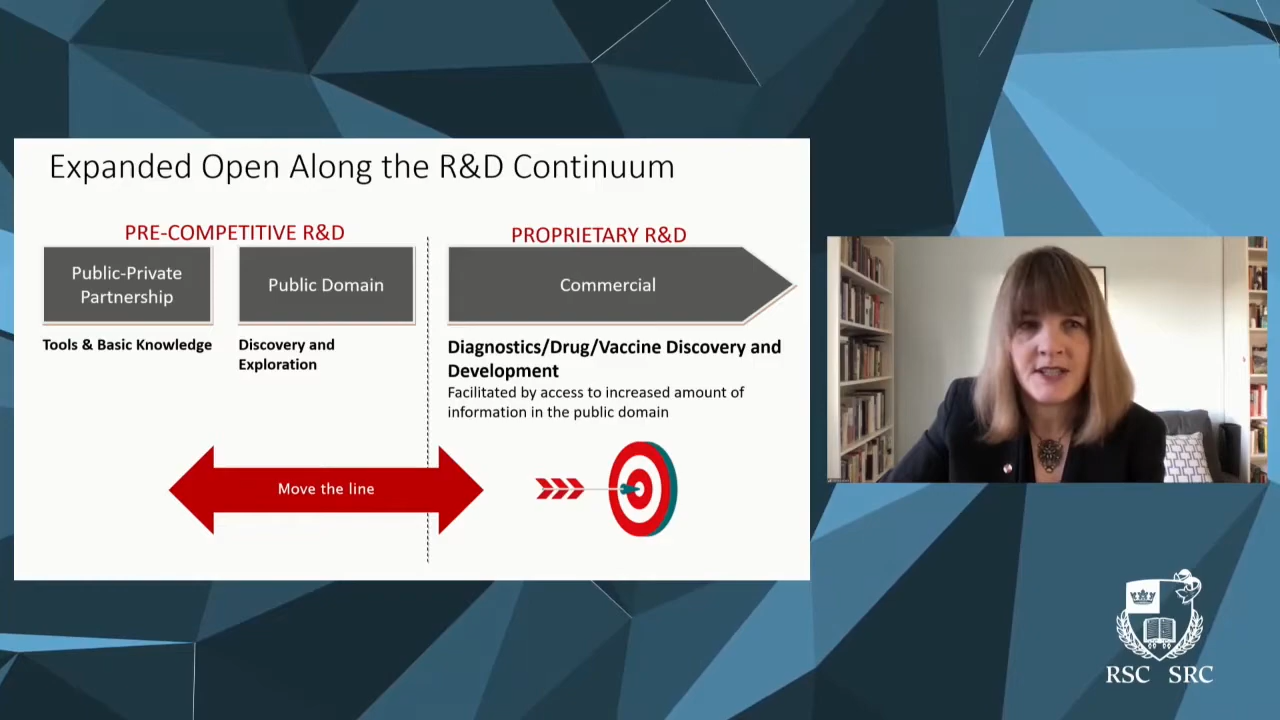 Expanded Open Along the R&D Continuum
PRE-COMPETITIVE R&D
PROPRIETARY R&D
Public-Private
Partnership
Public Domain
Commercial
Tools & Basic Knowledge
Discovery and
Exploration
Diagnostics/Drug/Vaccine Discovery and
Development
Facilitated by access to increased amount of
information in the public domain
Move the line
RSC SRC